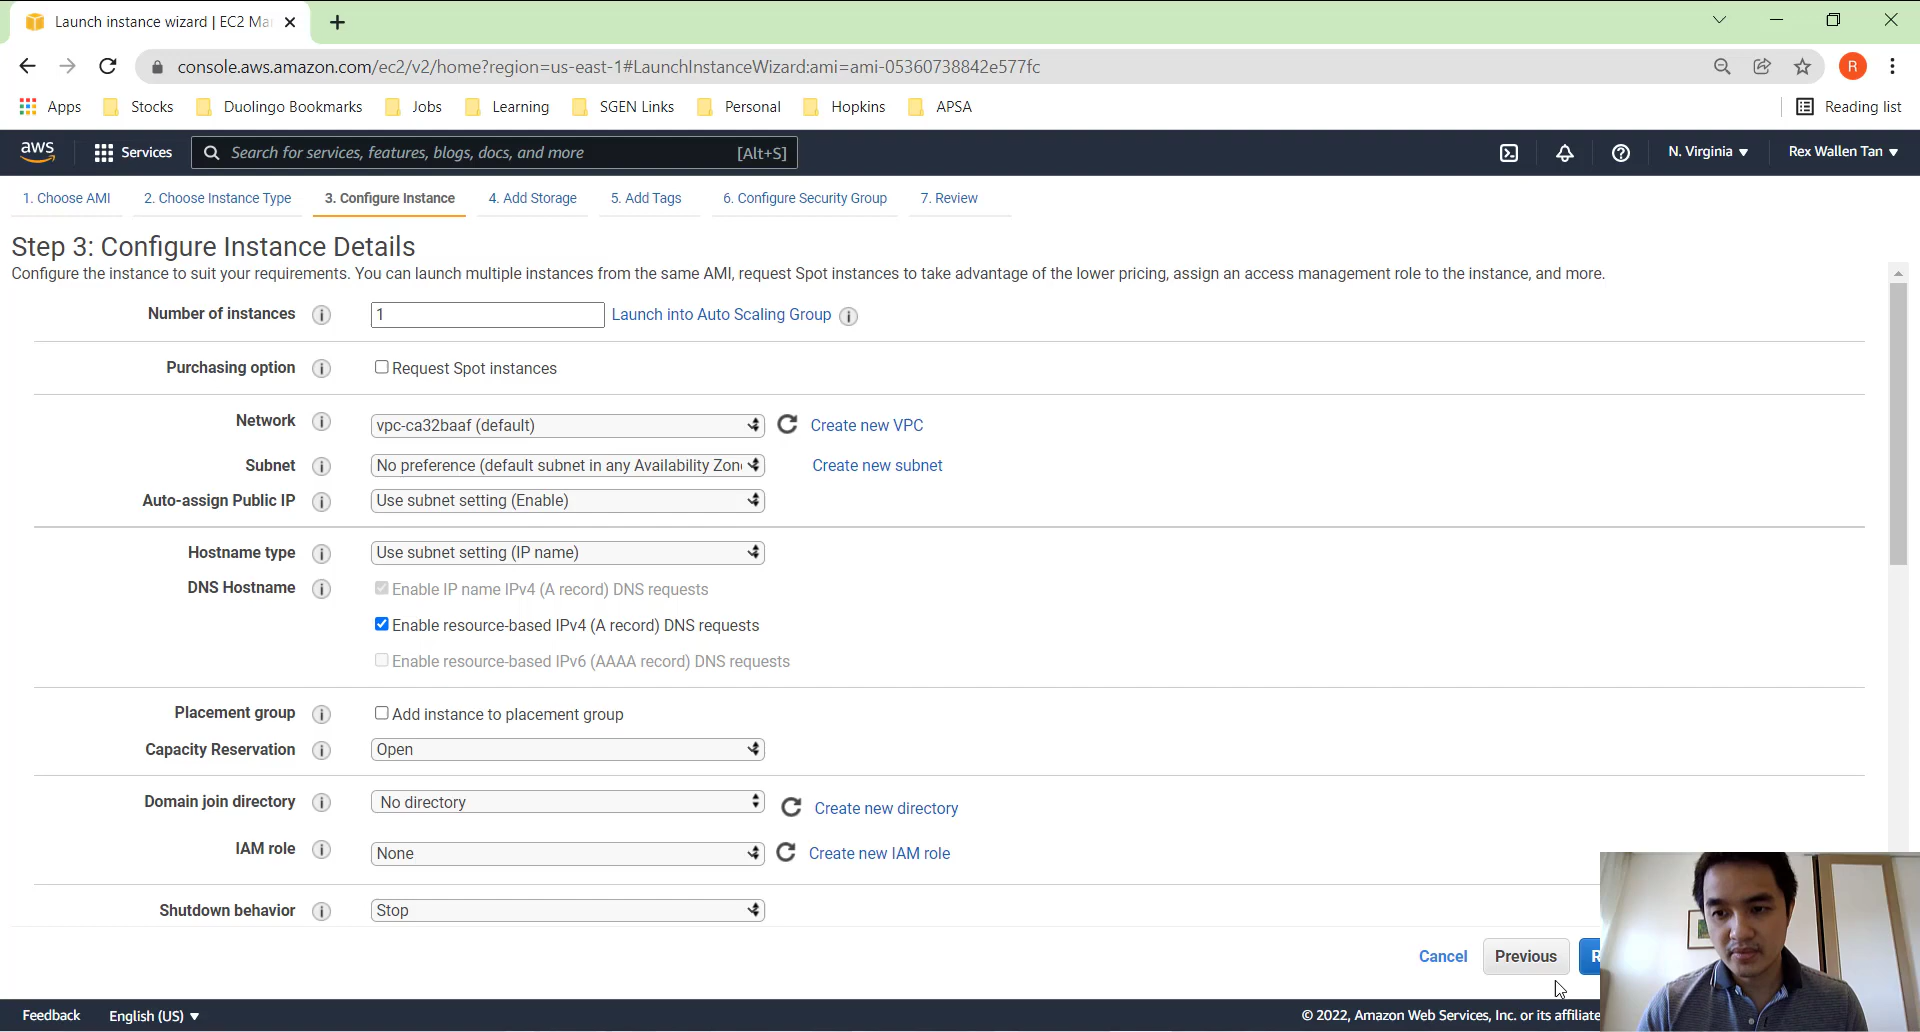 Launch instance wizard | EC2 Ma
console.aws.amazon.com/ec2/v2/home?region=us-east-1#LaunchInstanceWizard:ami=ami-05360738842e577fc
R
Apps Stocks Duolingo Bookmarks Jobs Learning SGEN Links Personal Hopkins APSA Reading list
aws Services Search for services, features, blogs, docs, and more [Alt+S] N. Virginia Rex Wallen Tan
1. Choose AMI 2. Choose Instance Type 3. Configure Instance 4. Add Storage 5. Add Tags 6. Configure Security Group 7. Review
Step 3: Configure Instance Details
Configure the instance to suit your requirements. You can launch multiple instances from the same AMI, request Spot instances to take advantage of the lower pricing, assign an access management role to the instance, and more.
Number of instances 1 Launch into Auto Scaling Group
Purchasing option Request Spot instances
Network vpc-ca32baaf (default) Create new VPC
Subnet No preference (default subnet in any Availability Zon Create new subnet
Auto-assign Public IP Use subnet setting (Enable)
Hostname type Use subnet setting (IP name)
DNS Hostname Enable IP name IPv4 (A record) DNS requests
Enable resource-based IPv4 (A record) DNS requests
Enable resource-based IPv6 (AAAA record) DNS requests
Placement group Add instance to placement group
Capacity Reservation Open
Domain join directory No directory Create new directory
IAM role None Create new IAM role
Shutdown behavior Stop
Cancel Previous R
Feedback English (US) © 2022, Amazon Web Services, Inc. or its affiliate